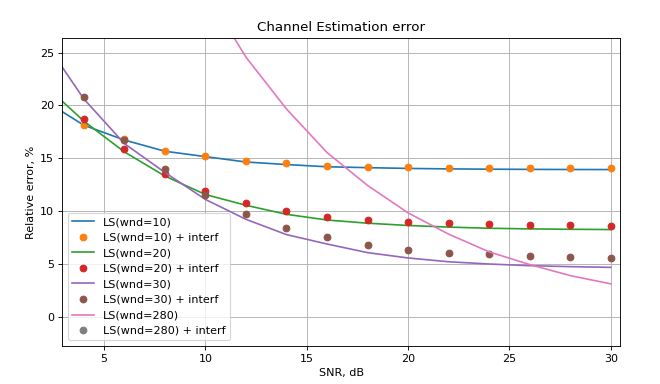 Channel Estimation error
Relative error, %
25
20
15
10
5
0
LS(wnd=10)
LS(wnd=10) + interf
LS(wnd=20)
LS(wnd=20) + interf
LS(wnd=30)
LS(wnd=30) + interf
LS(wnd=280)
LS(wnd=280) + interf
5 10 15 20 25 30
SNR, dB